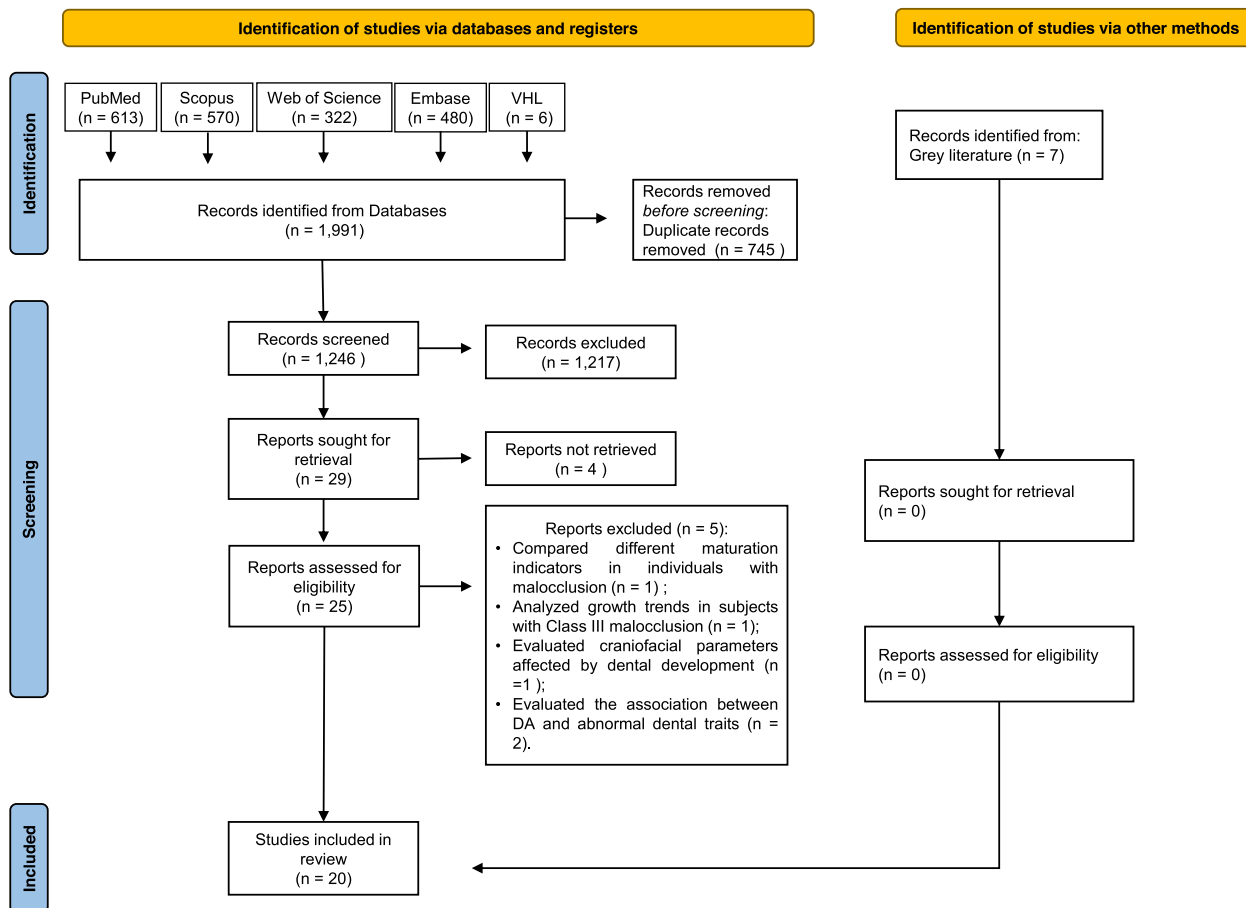 Identification of studies via databases and registers
Identification of studies via other methods
Identification
PubMed
(n = 613)
Scopus
(n = 570)
Web of Science
(n = 322)
Embase
(n = 480)
VHL
(n = 6)
Records identified from:
Grey literature (n = 7)
Records identified from Databases
(n = 1,991)
Records removed
before screening:
Duplicate records
removed (n = 745 )
Screening
Records screened
(n = 1,246 )
Records excluded
(n = 1,217)
Reports sought for
retrieval
(n = 29)
Reports not retrieved
(n = 4 )
Reports sought for retrieval
(n = 0)
Reports assessed for
eligibility
(n = 25)
Reports excluded (n = 5):
• Compared different maturation
indicators in individuals with
malocclusion (n = 1) ;
• Analyzed growth trends in subjects
with Class III malocclusion (n = 1);
• Evaluated craniofacial parameters
affected by dental development (n
=1 );
• Evaluated the association between
DA and abnormal dental traits (n =
2).
Reports assessed for eligibility
(n = 0)
Included
Studies included in
review
(n = 20)